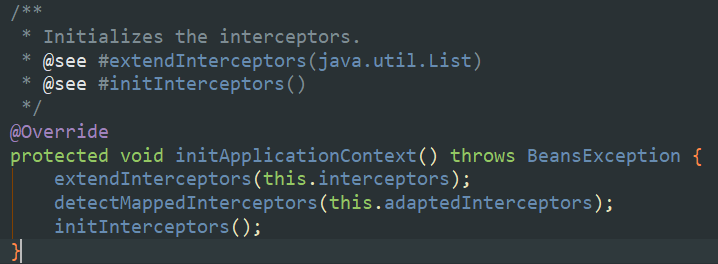 /**
 * Initializes the interceptors.
 * @see #extendInterceptors(java.util.List)
 * @see #initInterceptors()
 */
@Override
protected void initApplicationContext() throws BeansException {
    extendInterceptors(this.interceptors);
    detectMappedInterceptors(this.adaptedInterceptors);
    initInterceptors();
}